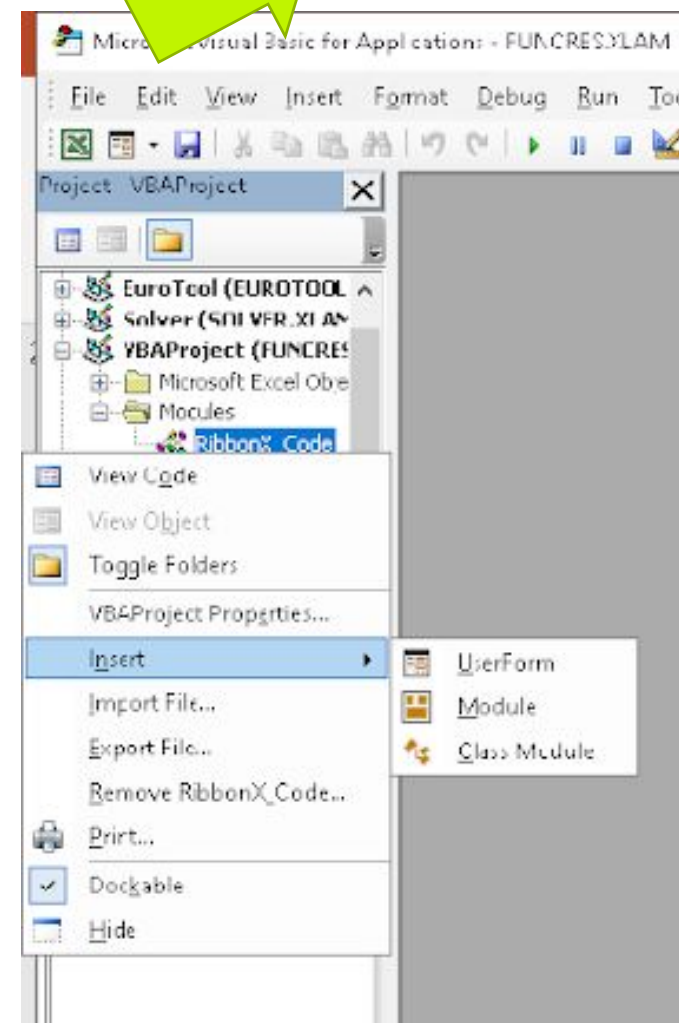 Microsoft Visual Basic for Applications - FUNCRES.XLAM
File Edit View Insert Format Debug Run
Project VBAProject
EuroTool (EUROTOOL
Solver (SOLVER.XLAM
VBAProject (FUNCRES
Microsoft Excel Obje
Modules
RibbonX_Code
View Code
View Object
Toggle Folders
VBAProject Properties...
Insert
UserForm
Import File...
Module
Export File...
Class Module
Remove RibbonX_Code...
Print...
Dockable
Hide